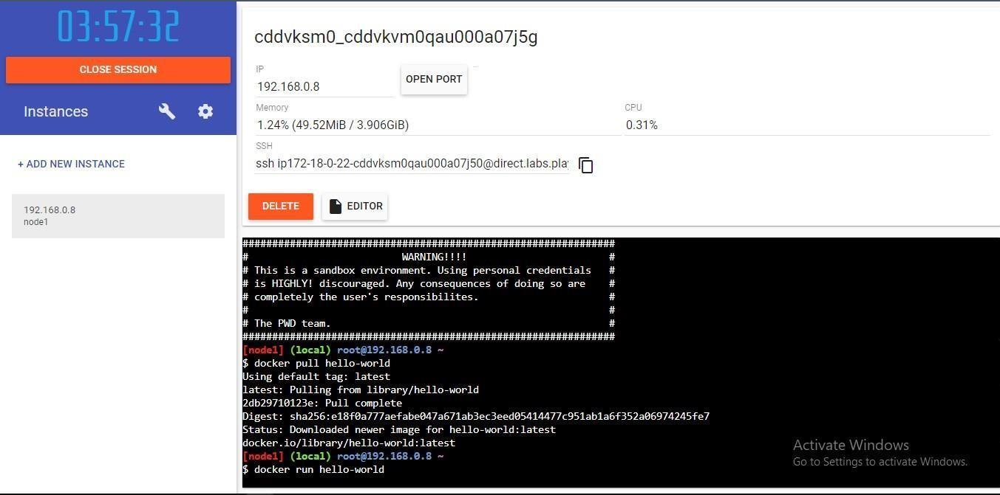 03:57:32
CLOSE SESSION
Instances
+ ADD NEW INSTANCE
192.168.0.8
node1
cddvksm0_cddvkvm0qau000a07j5g
IP
192.168.0.8
OPEN PORT
Memory
1.24% (49.52MiB / 3.906GiB)
CPU
0.31%
SSH
ssh ip172-18-0-22-cddvksm0qau000a07j50@direct.labs.pla
DELETE
EDITOR
###############################################################
# WARNING!!!! #
# This is a sandbox environment. Using personal credentials #
# is HIGHLY! discouraged. Any consequences of doing so are #
# completely the user's responsibilites. #
# #
# The PWD team. #
###############################################################
[node1] (local) root@192.168.0.8 ~
$ docker pull hello-world
Using default tag: latest
latest: Pulling from library/hello-world
2db29710123e: Pull complete
Digest: sha256:e18f0a777aefabe047a671ab3ec3eed05414477c951ab1a6f352a06974245fe7
Status: Downloaded newer image for hello-world:latest
docker.io/library/hello-world:latest
[node1] (local) root@192.168.0.8 ~
$ docker run hello-world
Activate Windows
Go to Settings to activate Windows.